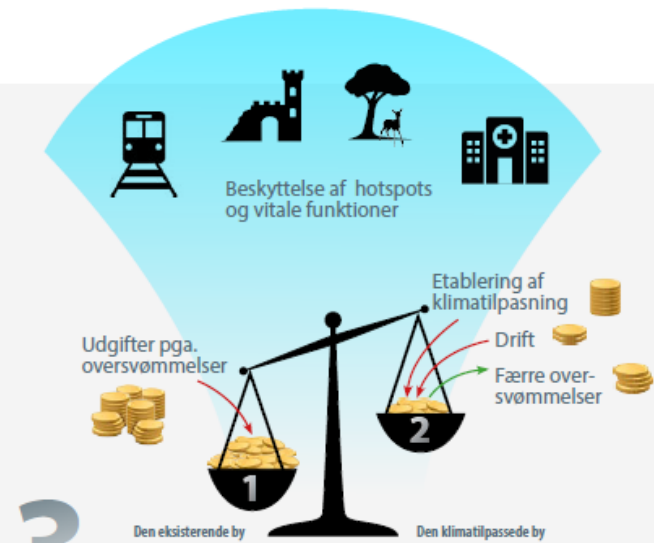 Beskyttelse af hotspots
og vitale funktioner
Etablering af
klimatilpasning
Drift
Færre over-
svømmelser
Udgifter pga.
oversvømmelser
1
2
3
Den eksisterende by
Den klimatilpassede by